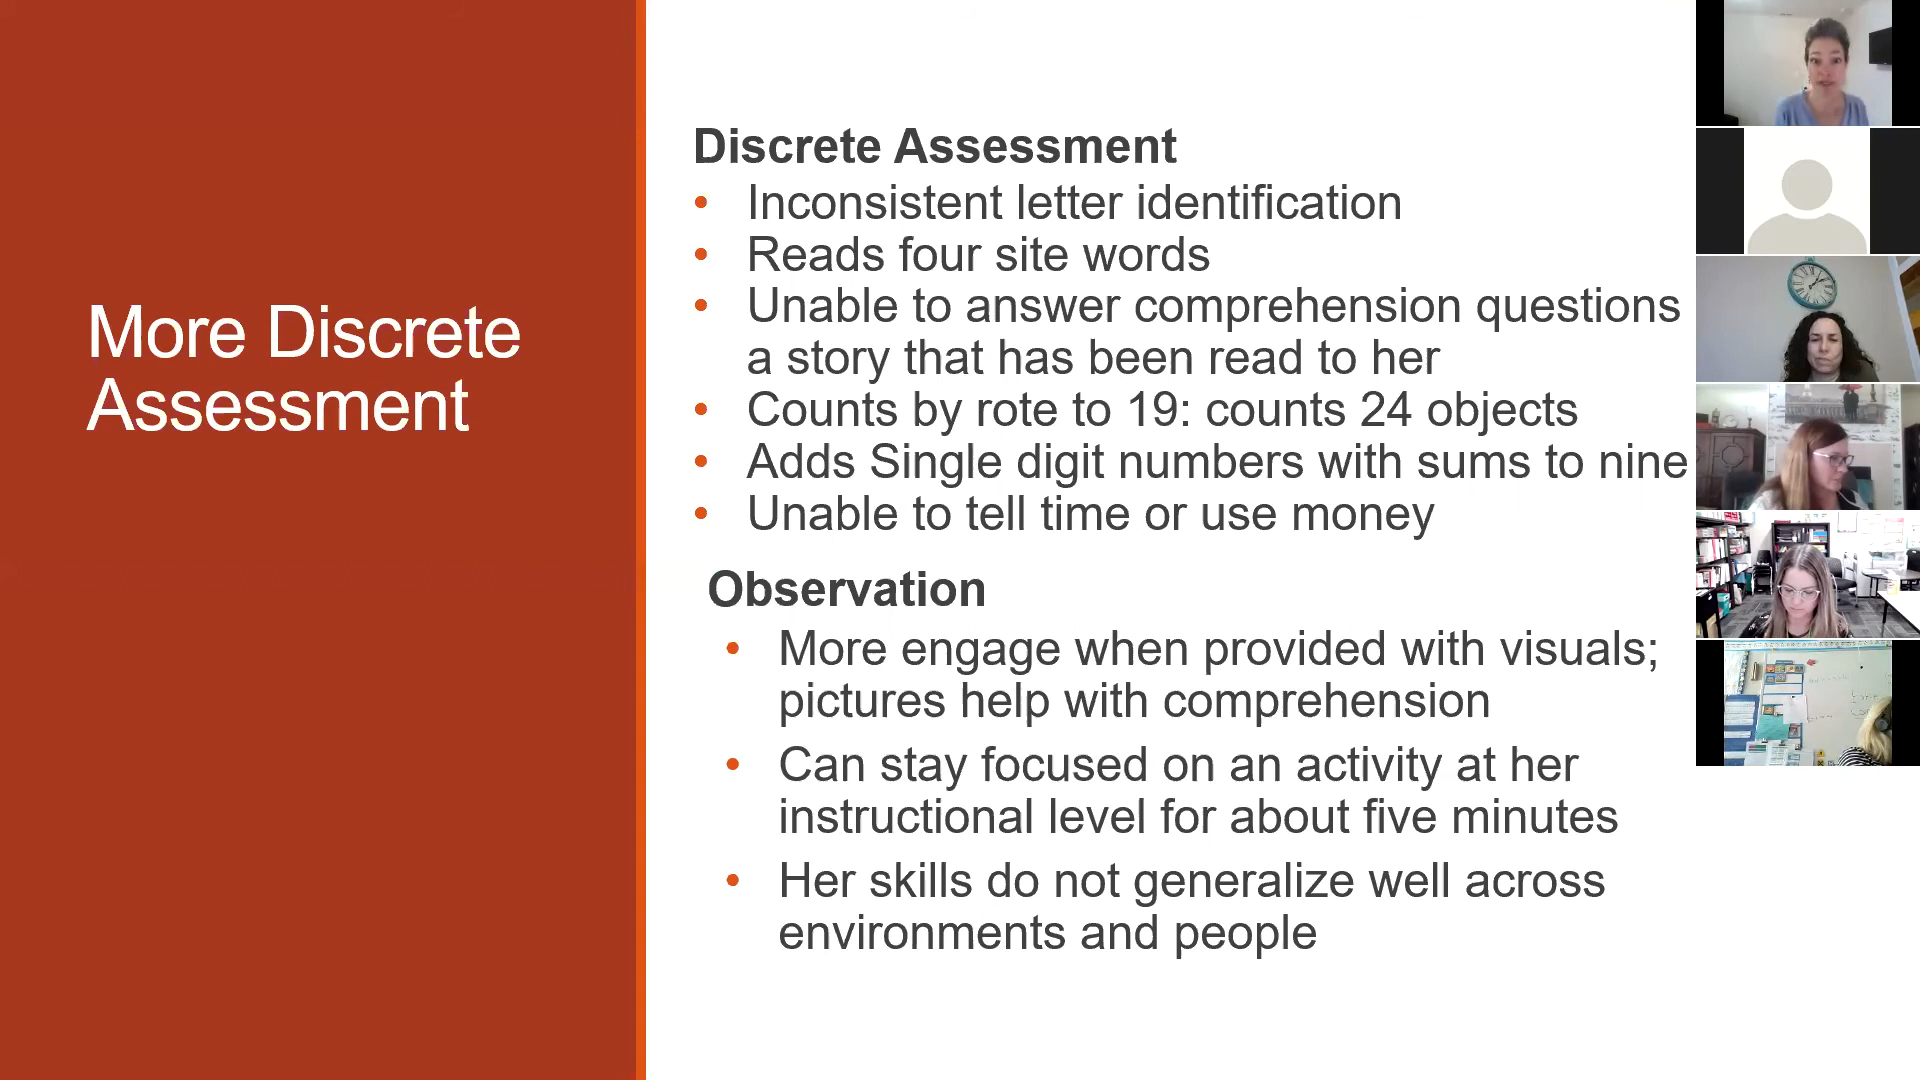 More Discrete
Assessment
Discrete Assessment
• Inconsistent letter identification
• Reads four site words
• Unable to answer comprehension questions
a story that has been read to her
• Counts by rote to 19: counts 24 objects
• Adds Single digit numbers with sums to nine
• Unable to tell time or use money
Observation
• More engage when provided with visuals;
pictures help with comprehension
• Can stay focused on an activity at her
instructional level for about five minutes
• Her skills do not generalize well across
environments and people